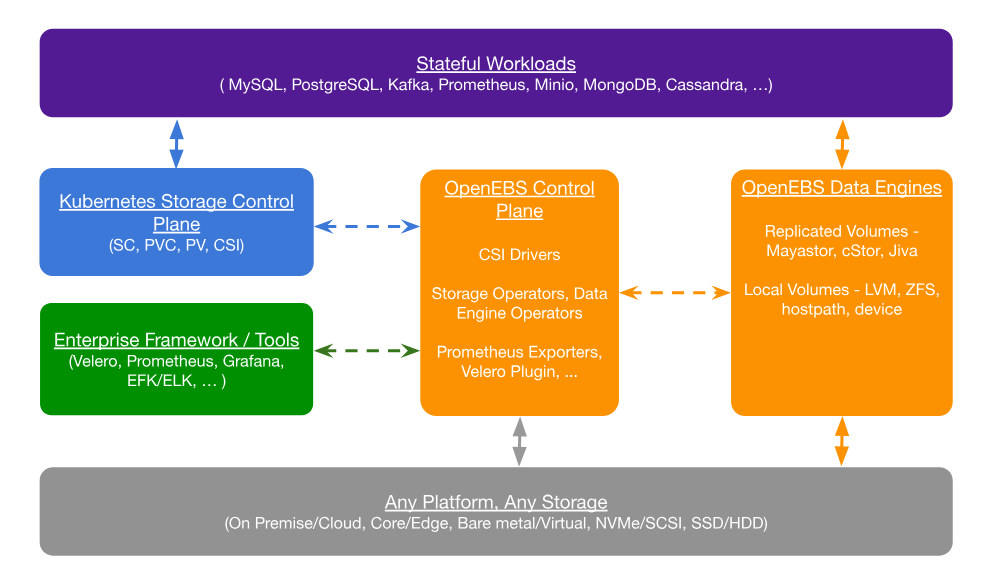 Stateful Workloads
( MySQL, PostgreSQL, Kafka, Prometheus, Minio, MongoDB, Cassandra, …)
Kubernetes Storage Control
Plane
(SC, PVC, PV, CSI)
Enterprise Framework / Tools
(Velero, Prometheus, Grafana,
EFK/ELK, … )
OpenEBS Control
Plane
CSI Drivers
Storage Operators, Data
Engine Operators
Prometheus Exporters,
Velero Plugin, ...
OpenEBS Data Engines
Replicated Volumes -
Mayastor, cStor, Jiva
Local Volumes - LVM, ZFS,
hostpath, device
Any Platform, Any Storage
(On Premise/Cloud, Core/Edge, Bare metal/Virtual, NVMe/SCSI, SSD/HDD)